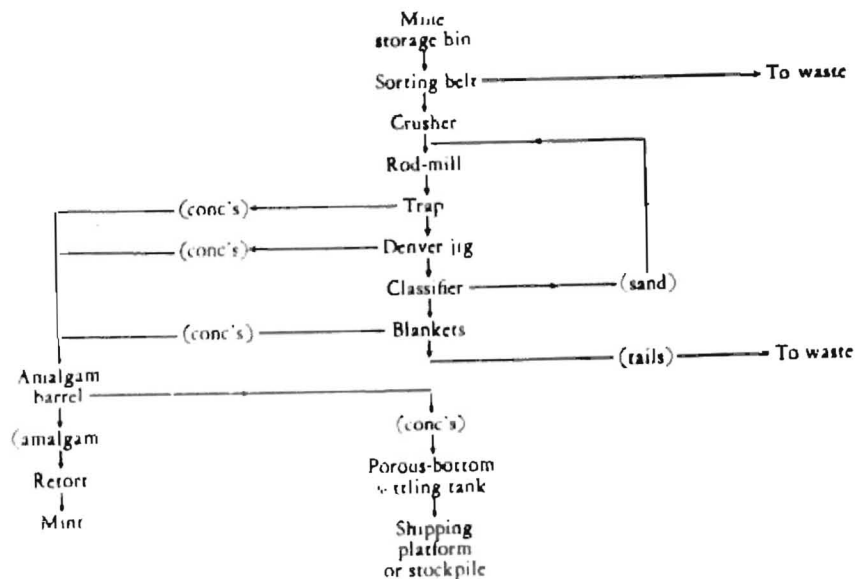 Mine
storage bin
Sorting belt
To waste
Crusher
Rod-mill
(conc's)
Trap
(conc's)
Denver jig
Classifier
(sand)
(conc's)
Blankets
(tails)
To waste
Amalgam
barrel
(conc's)
(amalgam
Porous-bottom
settling tank
Retort
Mint
Shipping
platform
or stockpile